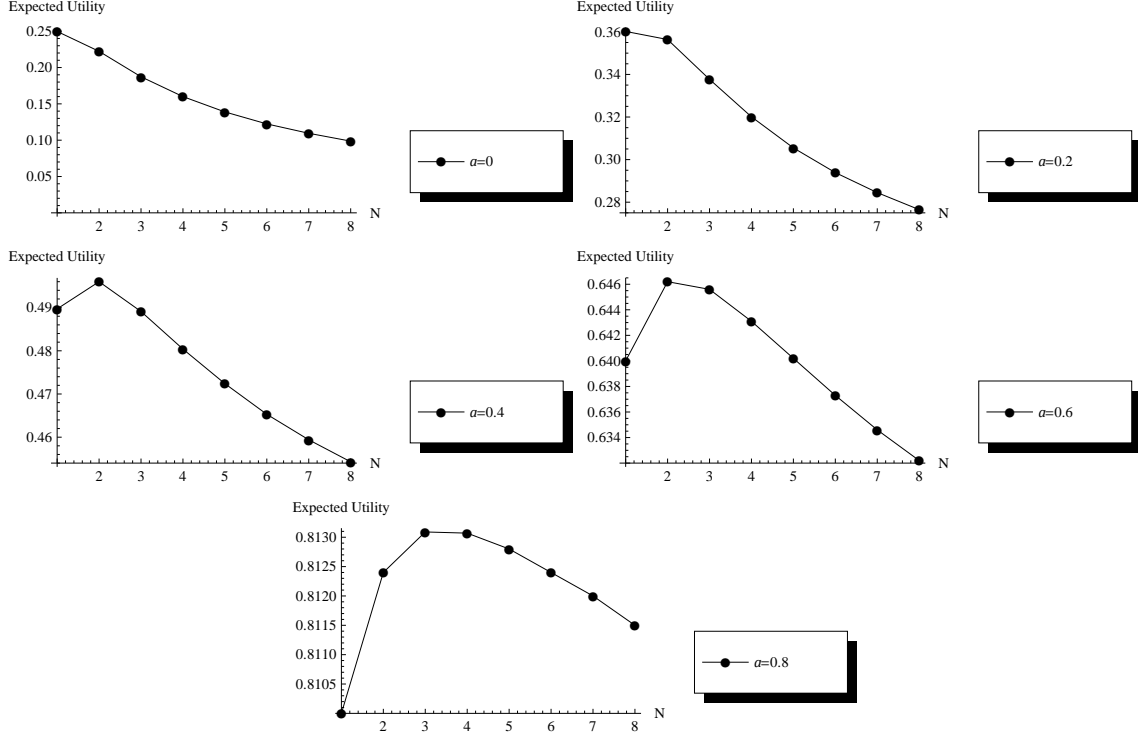 Expected Utility
0.25
0.20
0.15
0.10
0.05
2 3 4 5 6 7 8 N
a=0
Expected Utility
0.36
0.34
0.32
0.30
0.28
2 3 4 5 6 7 8 N
a=0.2
Expected Utility
0.49
0.48
0.47
0.46
2 3 4 5 6 7 8 N
a=0.4
Expected Utility
0.646
0.644
0.642
0.640
0.638
0.636
0.634
2 3 4 5 6 7 8 N
a=0.6
Expected Utility
0.8130
0.8125
0.8120
0.8115
0.8110
0.8105
2 3 4 5 6 7 8 N
a=0.8